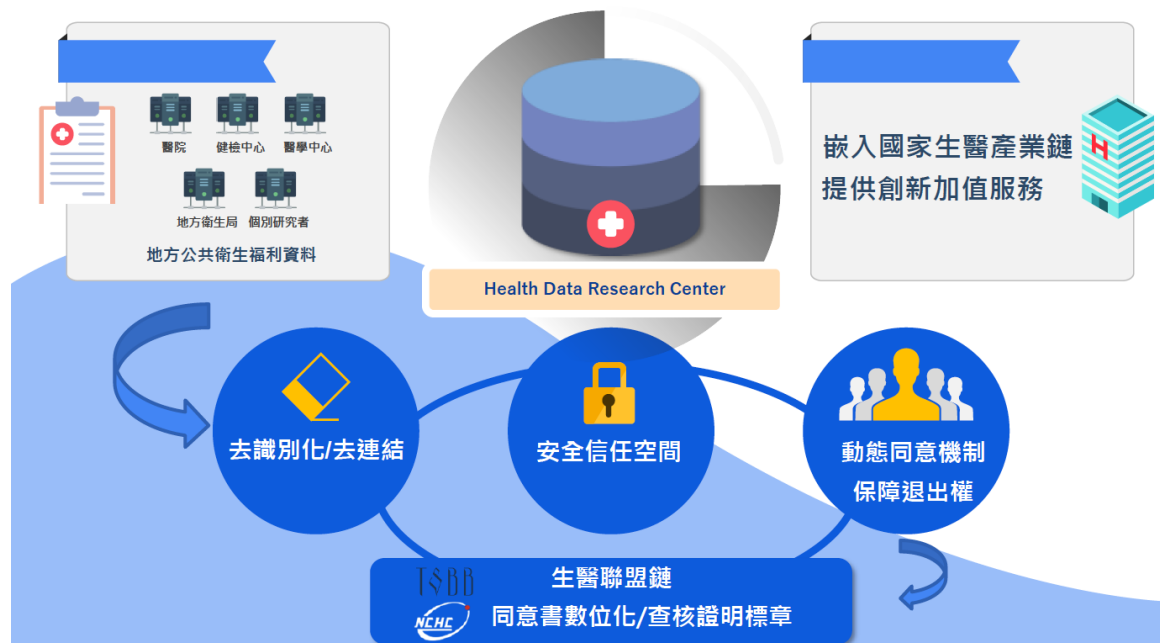 醫院
健檢中心
醫學中心
地方衛生局
個別研究者
地方公共衛生福利資料
Health Data Research Center
嵌入國家生醫產業鏈
提供創新加值服務
H
去識別化/去連結
安全信任空間
動態同意機制
保障退出權
TSBB
生醫聯盟鏈
NCHC
同意書數位化/查核證明標章